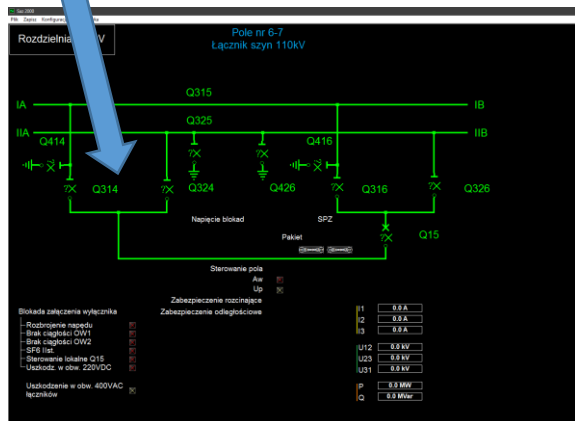 Sac 2000
Plik Zapisz
Rozdzielnia V
Pole nr 6-7
Łącznik szyn 110kV
Q315
IA IB
Q325
IIA IIB
Q414 Q416
?X ?X
?X Q314 ?X Q324 Q426 ?X Q316 ?X Q326
Napięcie blokad SPZ
Pakiet ?X Q15
Sterowanie pola
Aw
Up
Zabezpieczenie rozcinające
Zabezpieczenie odległościowe
Blokada załączenia wyłącznika
Rozbrojenie napędu
Brak ciągłości OW1
Brak ciągłości OW2
SF6 IIst.
Sterowanie lokalne Q15
Uszkodz. w obw. 220VDC
Uszkodzenie w obw. 400VAC
łączników
I1 0.0 A
I2 0.0 A
I3 0.0 A
U12 0.0 kV
U23 0.0 kV
U31 0.0 kV
P 0.0 MW
Q 0.0 MVar